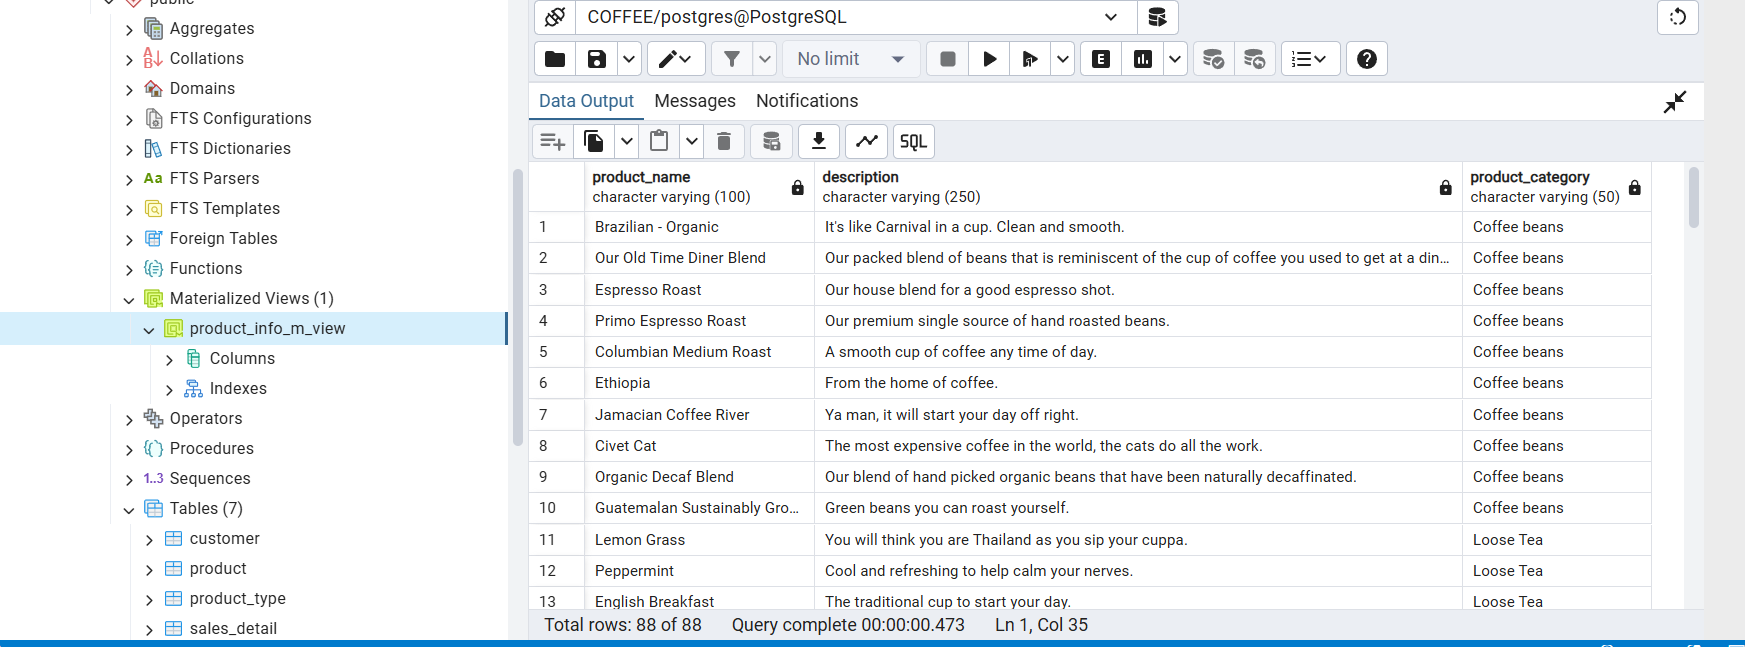 public
Aggregates
Collations
Domains
FTS Configurations
FTS Dictionaries
Aa FTS Parsers
FTS Templates
Foreign Tables
Functions
Materialized Views (1)
product_info_m_view
Columns
Indexes
Operators
Procedures
1..3 Sequences
Tables (7)
customer
product
product_type
sales_detail
COFFEE/postgres@PostgreSQL
No limit
E
Data Output Messages Notifications
SQL
product_name description product_category
character varying (100) character varying (250) character varying (50)
1 Brazilian - Organic It's like Carnival in a cup. Clean and smooth. Coffee beans
2 Our Old Time Diner Blend Our packed blend of beans that is reminiscent of the cup of coffee you used to get at a din... Coffee beans
3 Espresso Roast Our house blend for a good espresso shot. Coffee beans
4 Primo Espresso Roast Our premium single source of hand roasted beans. Coffee beans
5 Columbian Medium Roast A smooth cup of coffee any time of day. Coffee beans
6 Ethiopia From the home of coffee. Coffee beans
7 Jamacian Coffee River Ya man, it will start your day off right. Coffee beans
8 Civet Cat The most expensive coffee in the world, the cats do all the work. Coffee beans
9 Organic Decaf Blend Our blend of hand picked organic beans that have been naturally decaffinated. Coffee beans
10 Guatemalan Sustainably Gro... Green beans you can roast yourself. Coffee beans
11 Lemon Grass You will think you are Thailand as you sip your cuppa. Loose Tea
12 Peppermint Cool and refreshing to help calm your nerves. Loose Tea
13 English Breakfast The traditional cup to start your day. Loose Tea
Total rows: 88 of 88 Query complete 00:00:00.473 Ln 1, Col 35